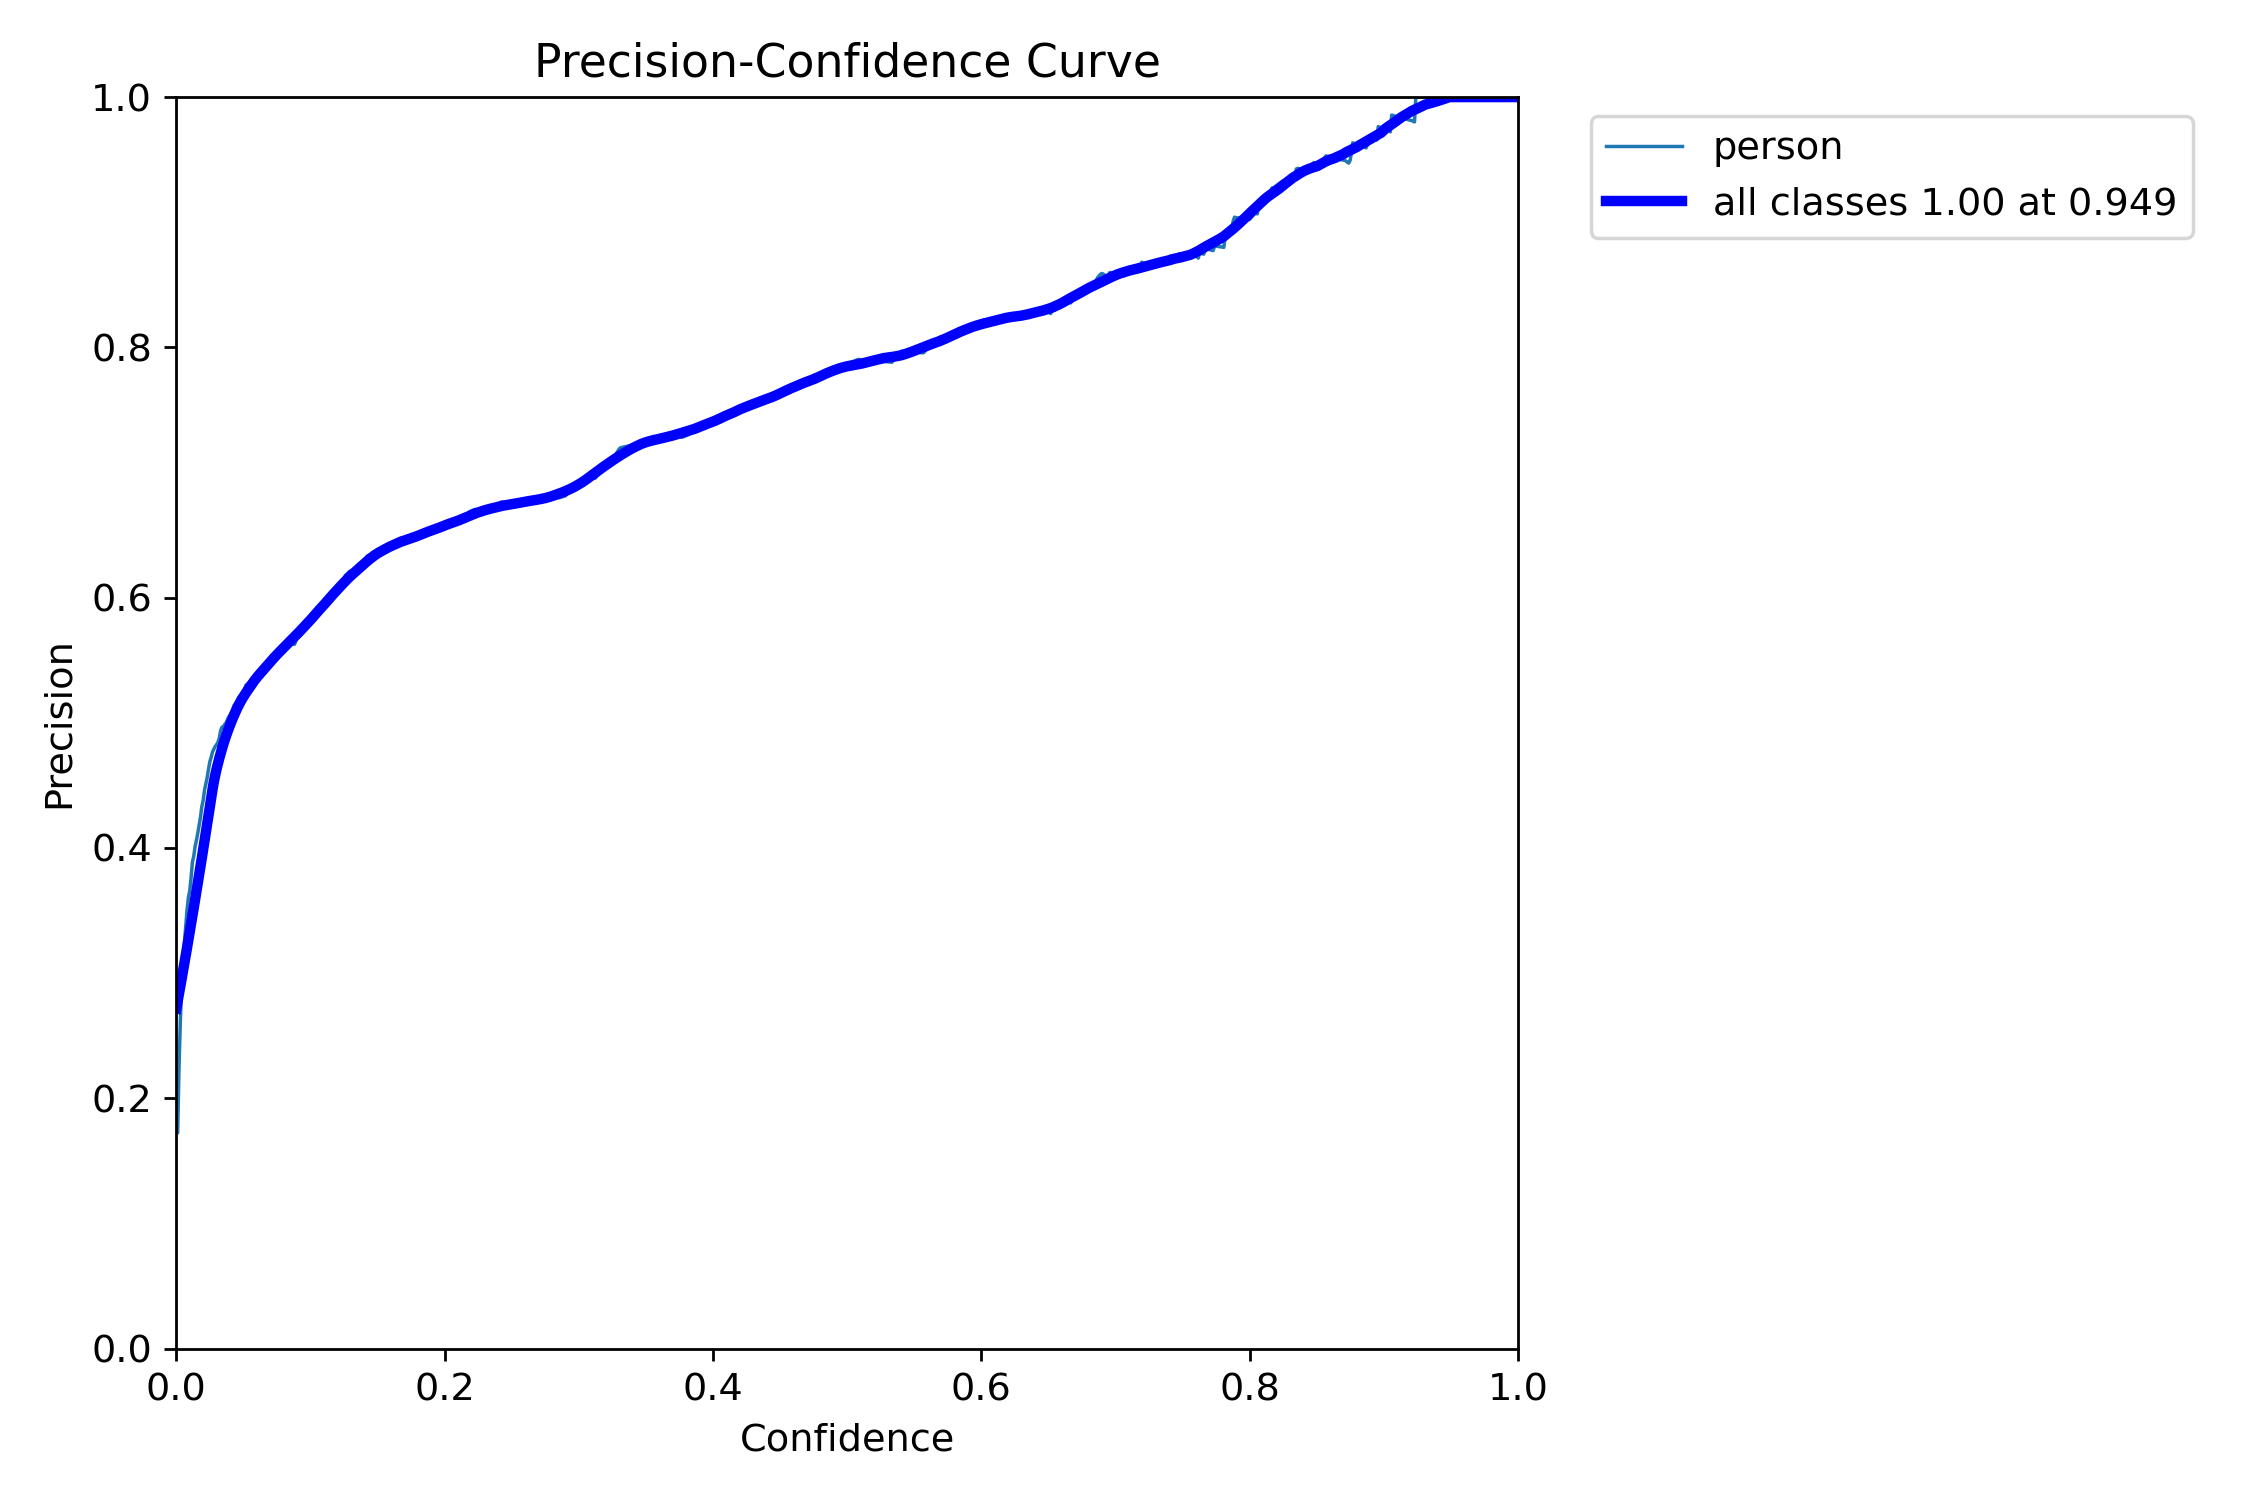 Precision-Confidence Curve
1.0
0.8
0.6
0.4
0.2
0.0
Precision
0.0 0.2 0.4 0.6 0.8 1.0
Confidence
person
all classes 1.00 at 0.949